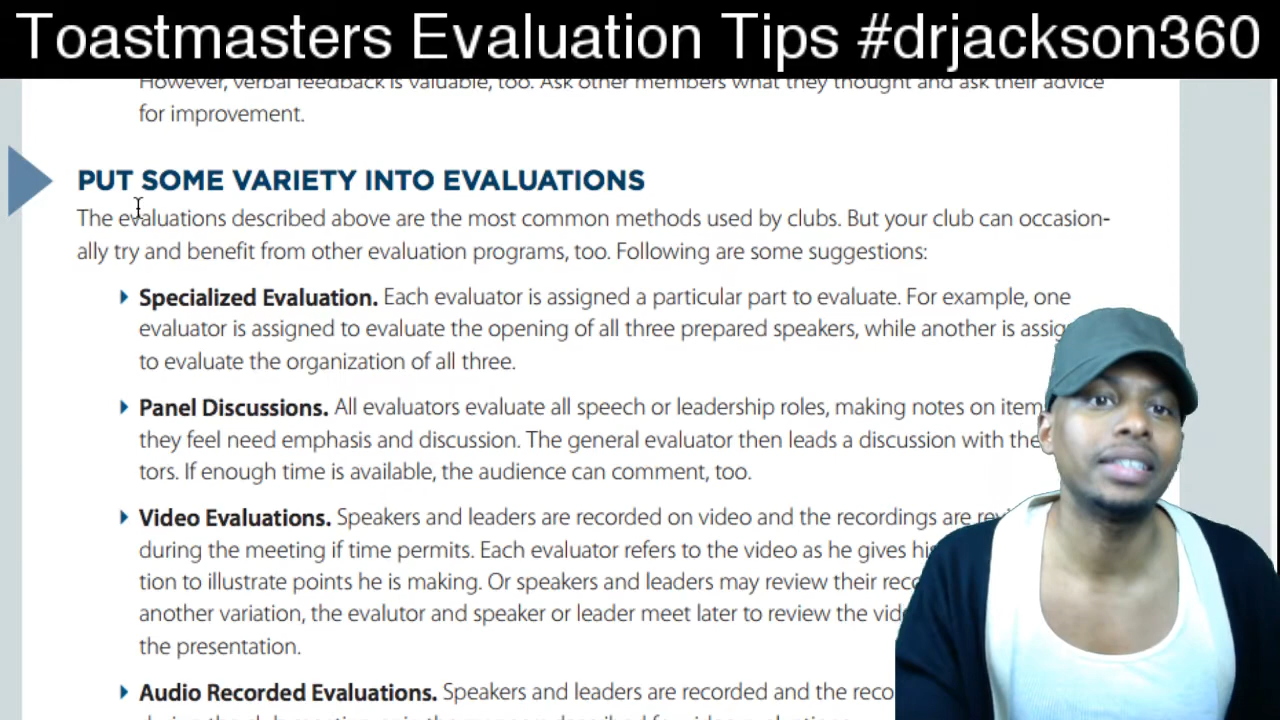 Toastmasters Evaluation Tips #drjackson360
However, verbal feedback is valuable, too. Ask other members what they thought and ask their advice
for improvement.
PUT SOME VARIETY INTO EVALUATIONS
The evaluations described above are the most common methods used by clubs. But your club can occasion-
ally try and benefit from other evaluation programs, too. Following are some suggestions:
Specialized Evaluation. Each evaluator is assigned a particular part to evaluate. For example, one
evaluator is assigned to evaluate the opening of all three prepared speakers, while another is
to evaluate the organization of all three.
Panel Discussions. All evaluators evaluate all speech or leadership roles, making notes on
they feel need emphasis and discussion. The general evaluator then leads a discussion with the
tors. If enough time is available, the audience can comment, too.
Video Evaluations. Speakers and leaders are recorded on video and the recordings are
during the meeting if time permits. Each evaluator refers to the video as he gives
tion to illustrate points he is making. Or speakers and leaders may review their
another variation, the evalutor and speaker or leader meet later to review the
the presentation.
Audio Recorded Evaluations. Speakers and leaders are recorded and the